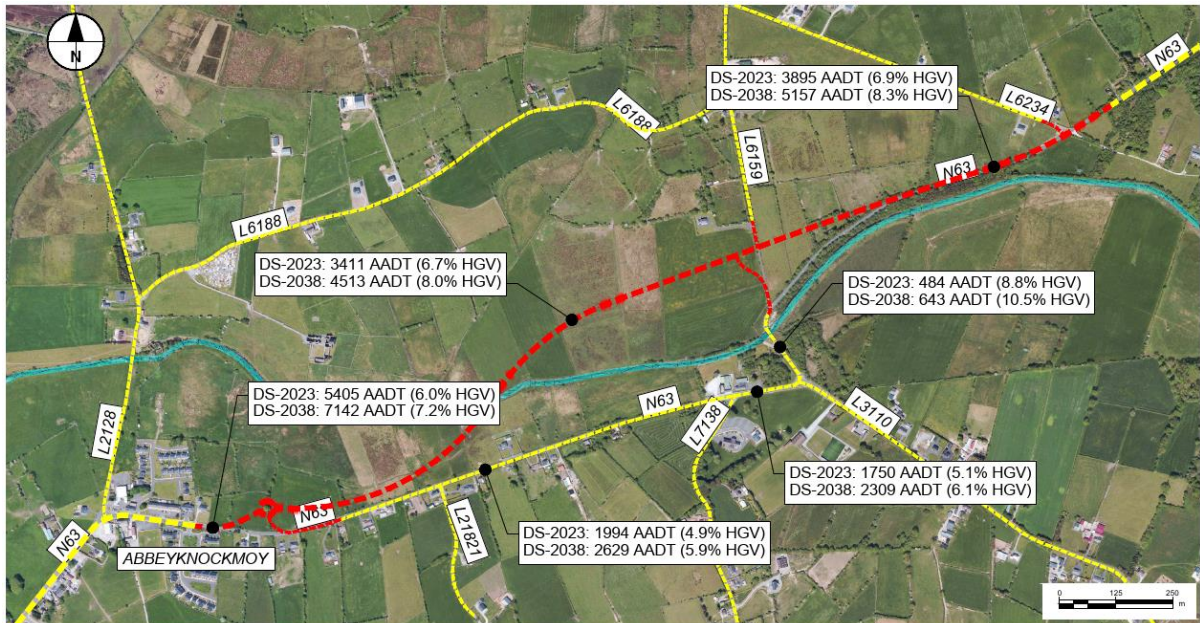 N
N63
DS-2023: 3895 AADT (6.9% HGV)
DS-2038: 5157 AADT (8.3% HGV)
L6234
L6188
L6159
N63
L6188
DS-2023: 3411 AADT (6.7% HGV)
DS-2038: 4513 AADT (8.0% HGV)
DS-2023: 484 AADT (8.8% HGV)
DS-2038: 643 AADT (10.5% HGV)
DS-2023: 5405 AADT (6.0% HGV)
DS-2038: 7142 AADT (7.2% HGV)
N63
L2128
L7138
L3110
DS-2023: 1750 AADT (5.1% HGV)
DS-2038: 2309 AADT (6.1% HGV)
N63
L21821
DS-2023: 1994 AADT (4.9% HGV)
DS-2038: 2629 AADT (5.9% HGV)
N63
ABBEYKNOCKMOY
0 125 250
m